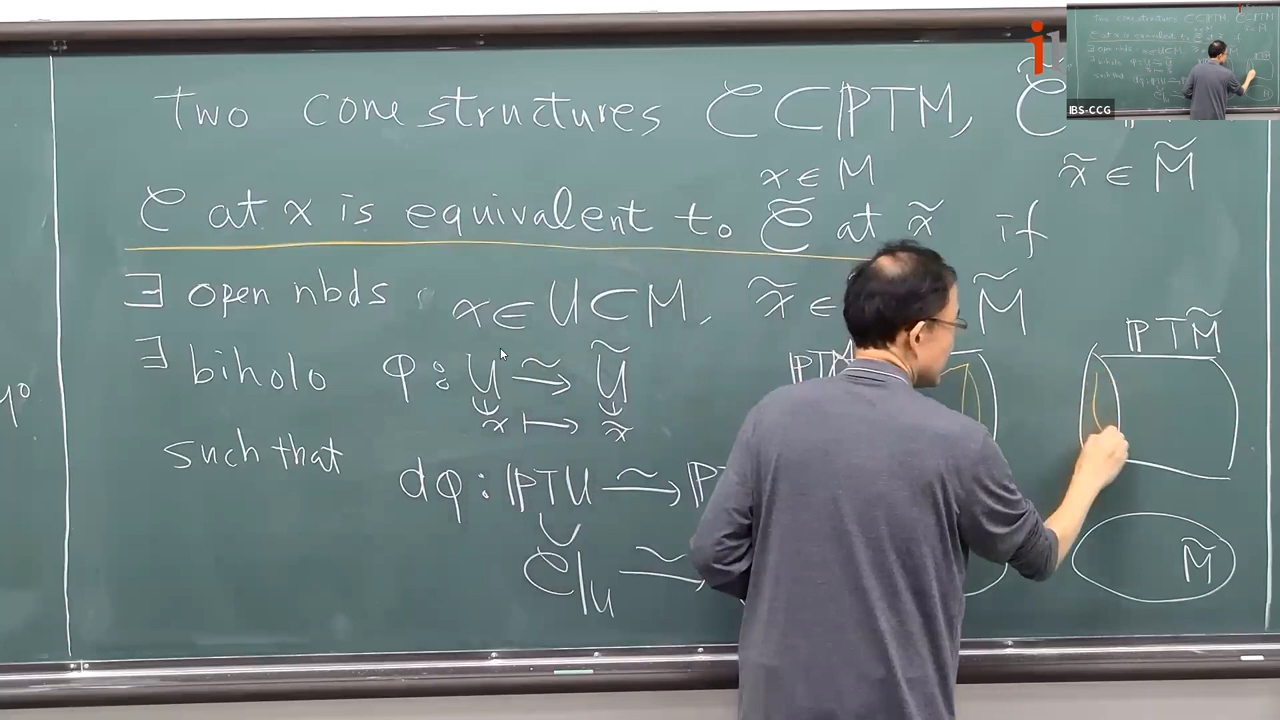 Two cone structures 𝒞 ⊂ ℙTM, 𝒞̃
x ∈ M x̃ ∈ M̃
𝒞 at x is equivalent to 𝒞̃ at x̃ if
∃ open nbds x ∈ U ⊂ M, x̃ ∈ M̃
∃ biholo φ : U ⥲ Ũ
x ↦ x̃
such that
dφ : ℙTU ⥲ ℙ
∪
𝒞|U ⥲
ℙTM
ℙTM̃
M̃
IBS-CCG